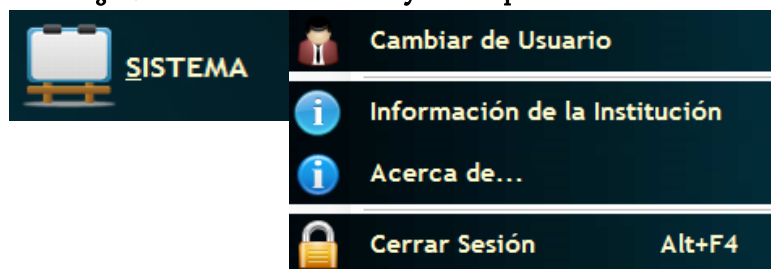 SISTEMA
Cambiar de Usuario
Información de la Institución
Acerca de...
Cerrar Sesión Alt+F4